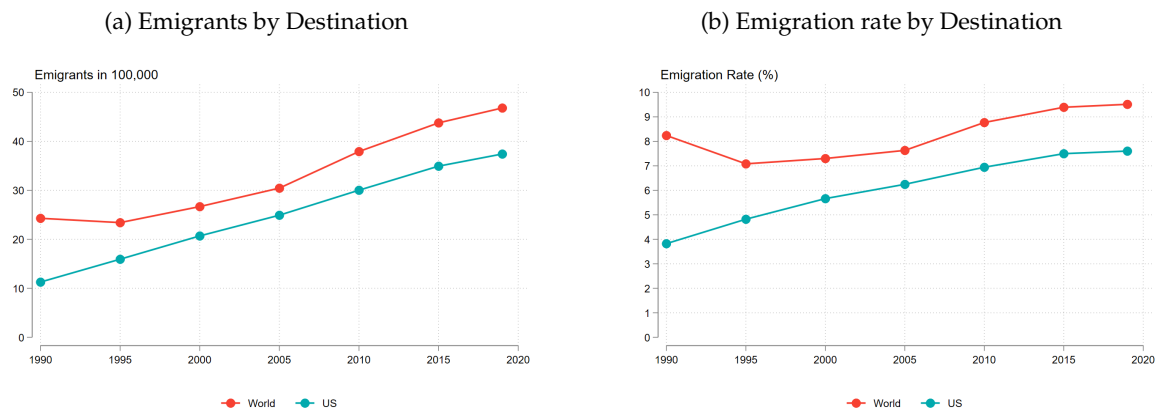 (a) Emigrants by Destination
Emigrants in 100,000
50
40
30
20
10
0
1990 1995 2000 2005 2010 2015 2020
World US
(b) Emigration rate by Destination
Emigration Rate (%)
10
9
8
7
6
5
4
3
2
1
0
1990 1995 2000 2005 2010 2015 2020
World US